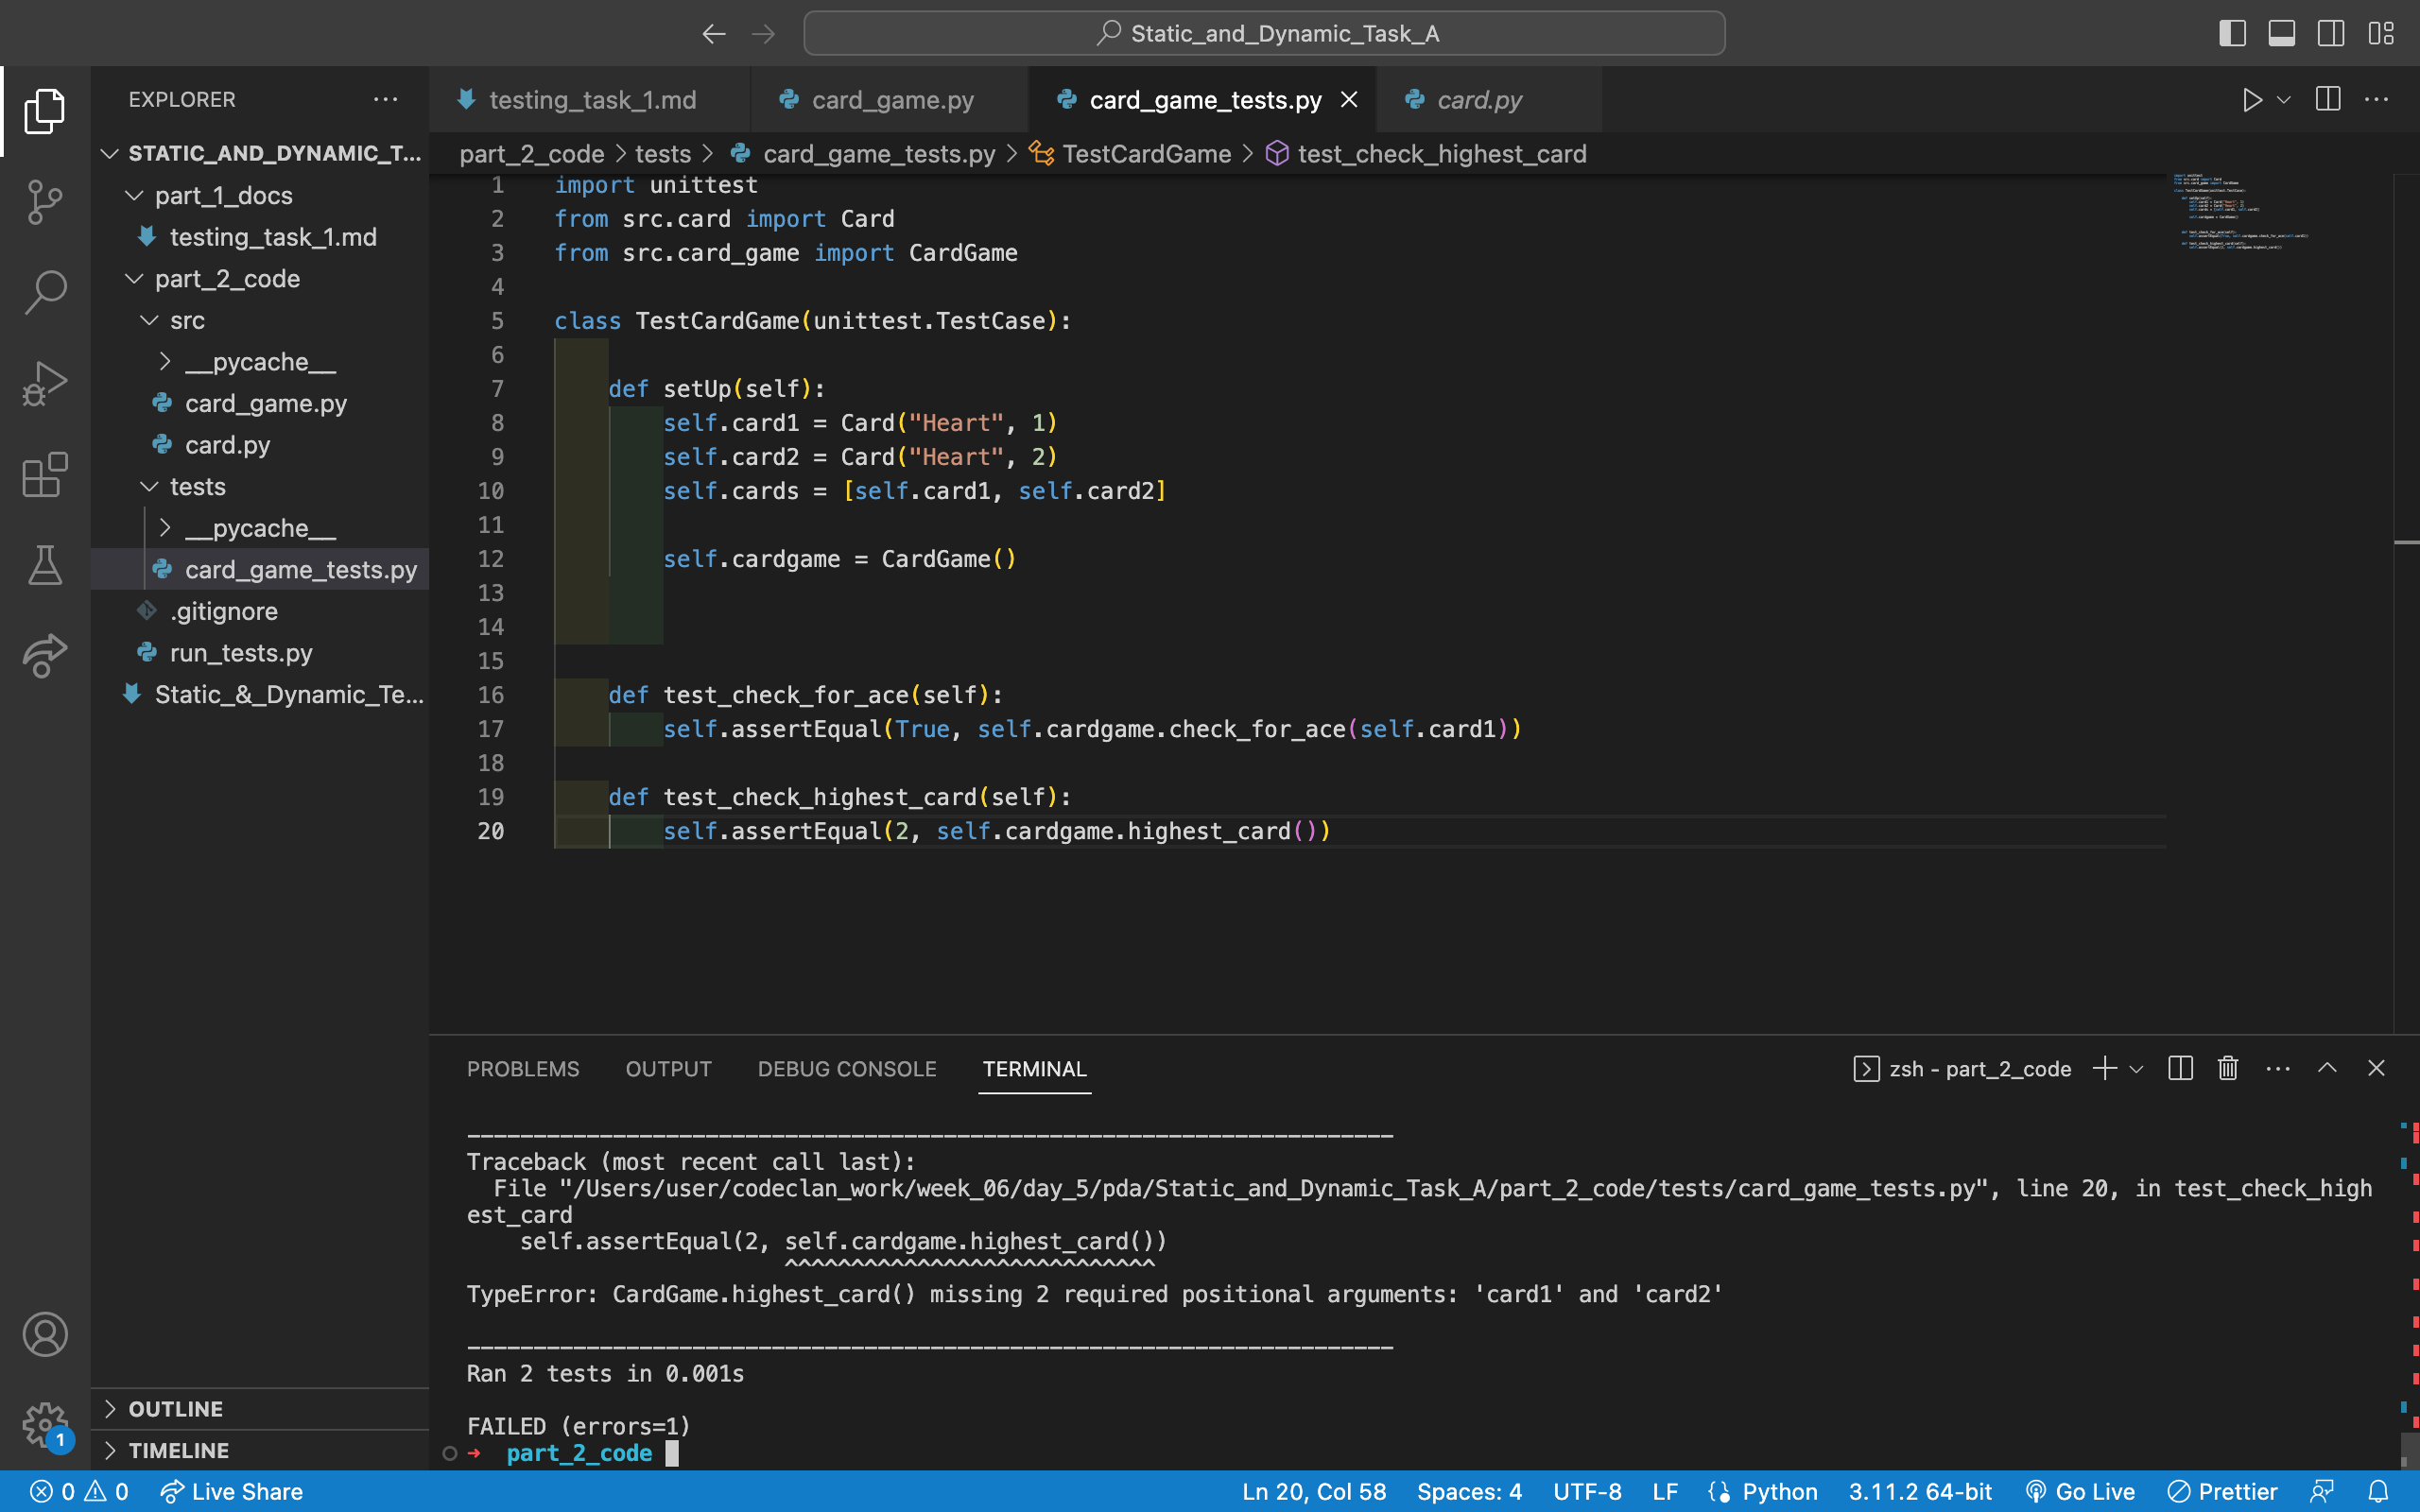 Static_and_Dynamic_Task_A
EXPLORER
STATIC_AND_DYNAMIC_T...
part_1_docs
testing_task_1.md
part_2_code
src
__pycache__
card_game.py
card.py
tests
__pycache__
card_game_tests.py
.gitignore
run_tests.py
Static_&_Dynamic_Te...
OUTLINE
TIMELINE
1
testing_task_1.md
card_game.py
card_game_tests.py
card.py
part_2_code > tests > card_game_tests.py > TestCardGame > test_check_highest_card
1 import unittest
2 from src.card import Card
3 from src.card_game import CardGame
4
5 class TestCardGame(unittest.TestCase):
6
7 def setUp(self):
8 self.card1 = Card("Heart", 1)
9 self.card2 = Card("Heart", 2)
10 self.cards = [self.card1, self.card2]
11
12 self.cardgame = CardGame()
13
14
15
16 def test_check_for_ace(self):
17 self.assertEqual(True, self.cardgame.check_for_ace(self.card1))
18
19 def test_check_highest_card(self):
20 self.assertEqual(2, self.cardgame.highest_card())
PROBLEMS OUTPUT DEBUG CONSOLE TERMINAL
zsh - part_2_code
----------------------------------------------------------------------
Traceback (most recent call last):
File "/Users/user/codeclan_work/week_06/day_5/pda/Static_and_Dynamic_Task_A/part_2_code/tests/card_game_tests.py", line 20, in test_check_high
est_card
self.assertEqual(2, self.cardgame.highest_card())
^^^^^^^^^^^^^^^^^^^^^^^^^^^^
TypeError: CardGame.highest_card() missing 2 required positional arguments: 'card1' and 'card2'
----------------------------------------------------------------------
Ran 2 tests in 0.001s
FAILED (errors=1)
➜ part_2_code
0 0 Live Share
Ln 20, Col 58 Spaces: 4 UTF-8 LF Python 3.11.2 64-bit Go Live Prettier